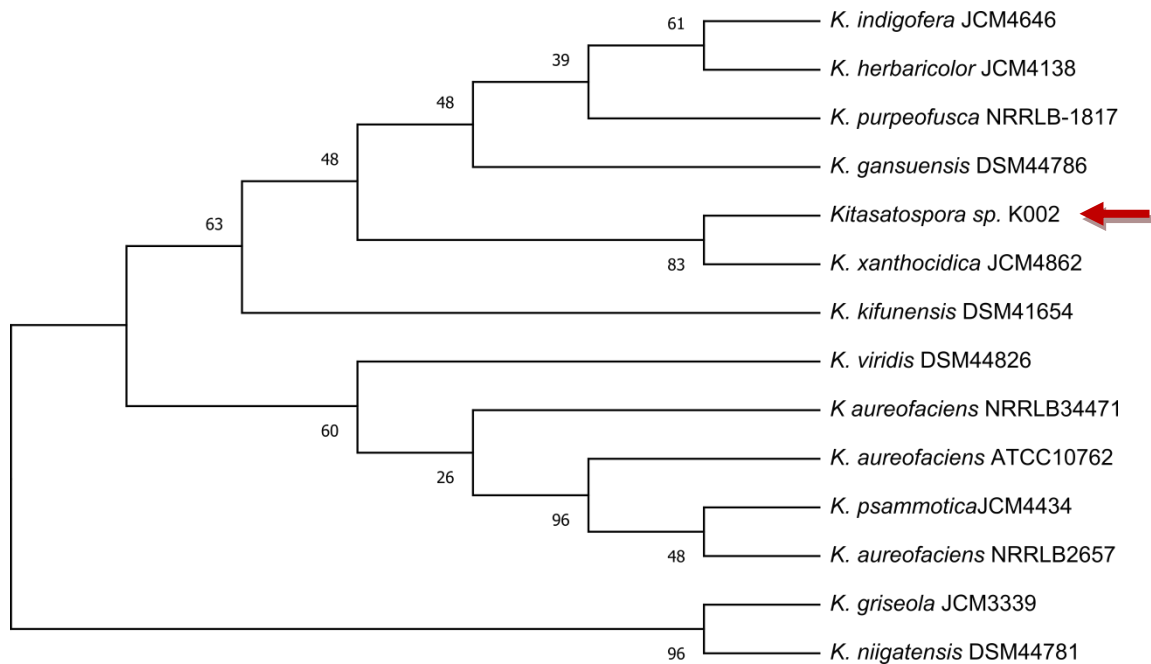 61
K. indigofera JCM4646
K. herbaricolor JCM4138
39
K. purpeofusca NRRLB-1817
48
K. gansuensis DSM44786
48
Kitasatospora sp. K002
63
K. xanthocidica JCM4862
83
K. kifunensis DSM41654
K. viridis DSM44826
K aureofaciens NRRLB34471
60
K. aureofaciens ATCC10762
26
K. psammoticaJCM4434
96
K. aureofaciens NRRLB2657
48
K. griseola JCM3339
K. niigatensis DSM44781
96